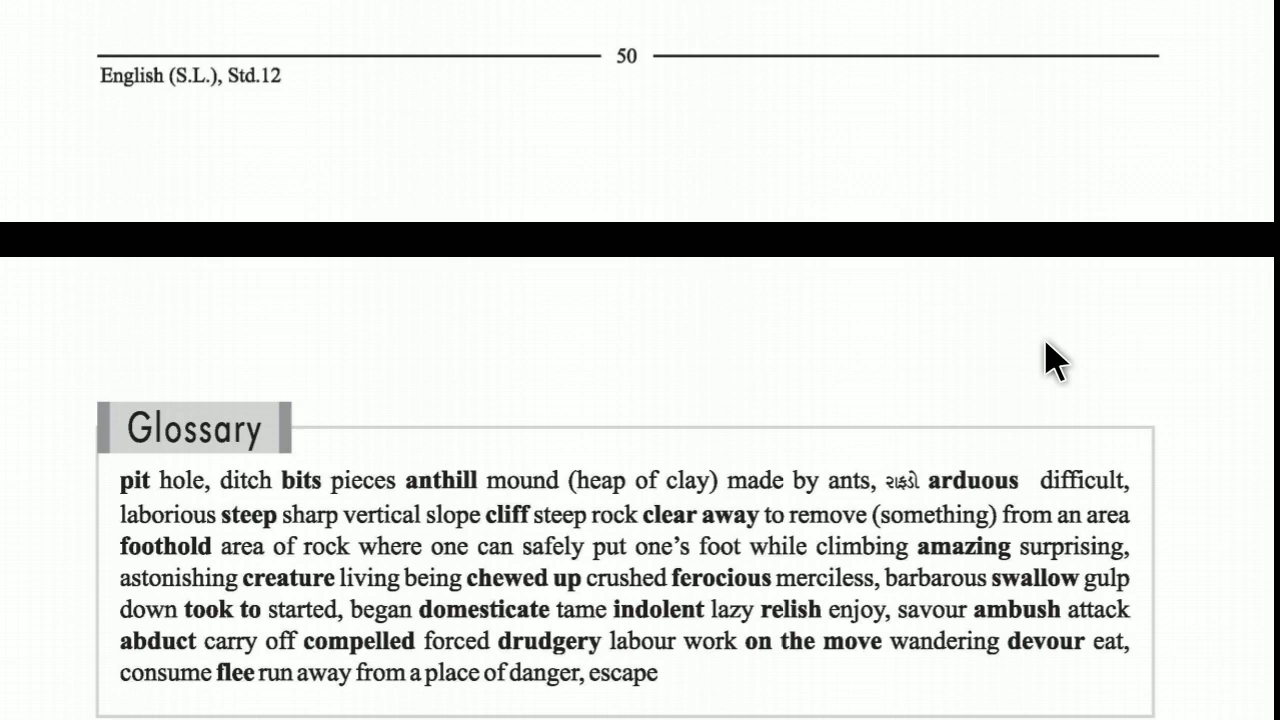 50
English (S.L.), Std.12
Glossary
pit hole, ditch bits pieces anthill mound (heap of clay) made by ants, રાફડો arduous difficult,
laborious steep sharp vertical slope cliff steep rock clear away to remove (something) from an area
foothold area of rock where one can safely put one's foot while climbing amazing surprising,
astonishing creature living being chewed up crushed ferocious merciless, barbarous swallow gulp
down took to started, began domesticate tame indolent lazy relish enjoy, savour ambush attack
abduct carry off compelled forced drudgery labour work on the move wandering devour eat,
consume flee run away from a place of danger, escape